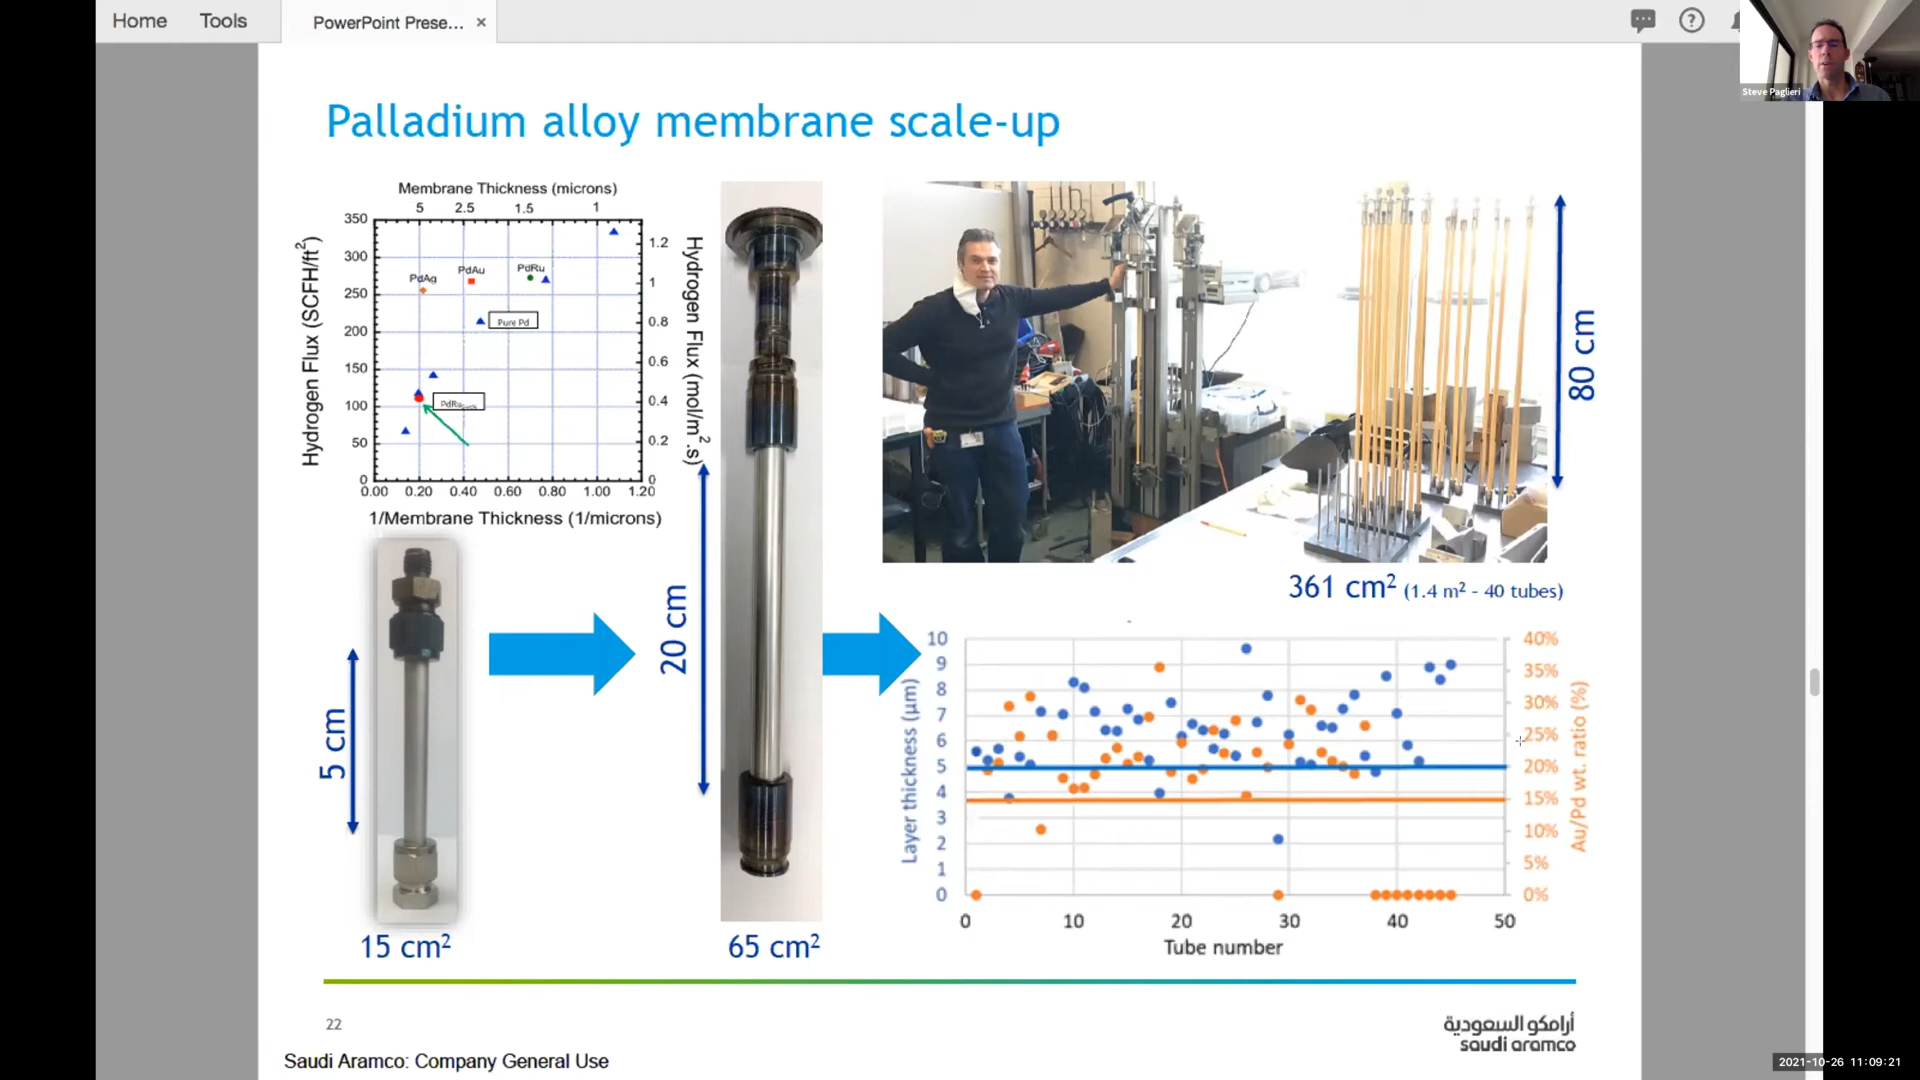 Home Tools PowerPoint Prese... ×
Steve Paglieri
Palladium alloy membrane scale-up
Membrane Thickness (microns)
5 2.5 1.5 1
Hydrogen Flux (SCFH/ft²)
350
300
250
200
150
100
50
0
PdAg
PdAu
PdRu
Pure Pd
1.2
1
0.8
0.6
0.4
0.2
0
Hydrogen Flux (mol/m².s)
0.00 0.20 0.40 0.60 0.80 1.00 1.20
1/Membrane Thickness (1/microns)
5 cm
15 cm²
20 cm
65 cm²
80 cm
361 cm² (1.4 m² - 40 tubes)
Layer thickness (µm)
10
9
8
7
6
5
4
3
2
1
0
40%
35%
30%
25%
20%
15%
10%
5%
0%
Au/Pd wt. ratio (%)
0 10 20 30 40 50
Tube number
22
أرامكو السعودية
saudi aramco
Saudi Aramco: Company General Use
2021-10-26 11:09:21